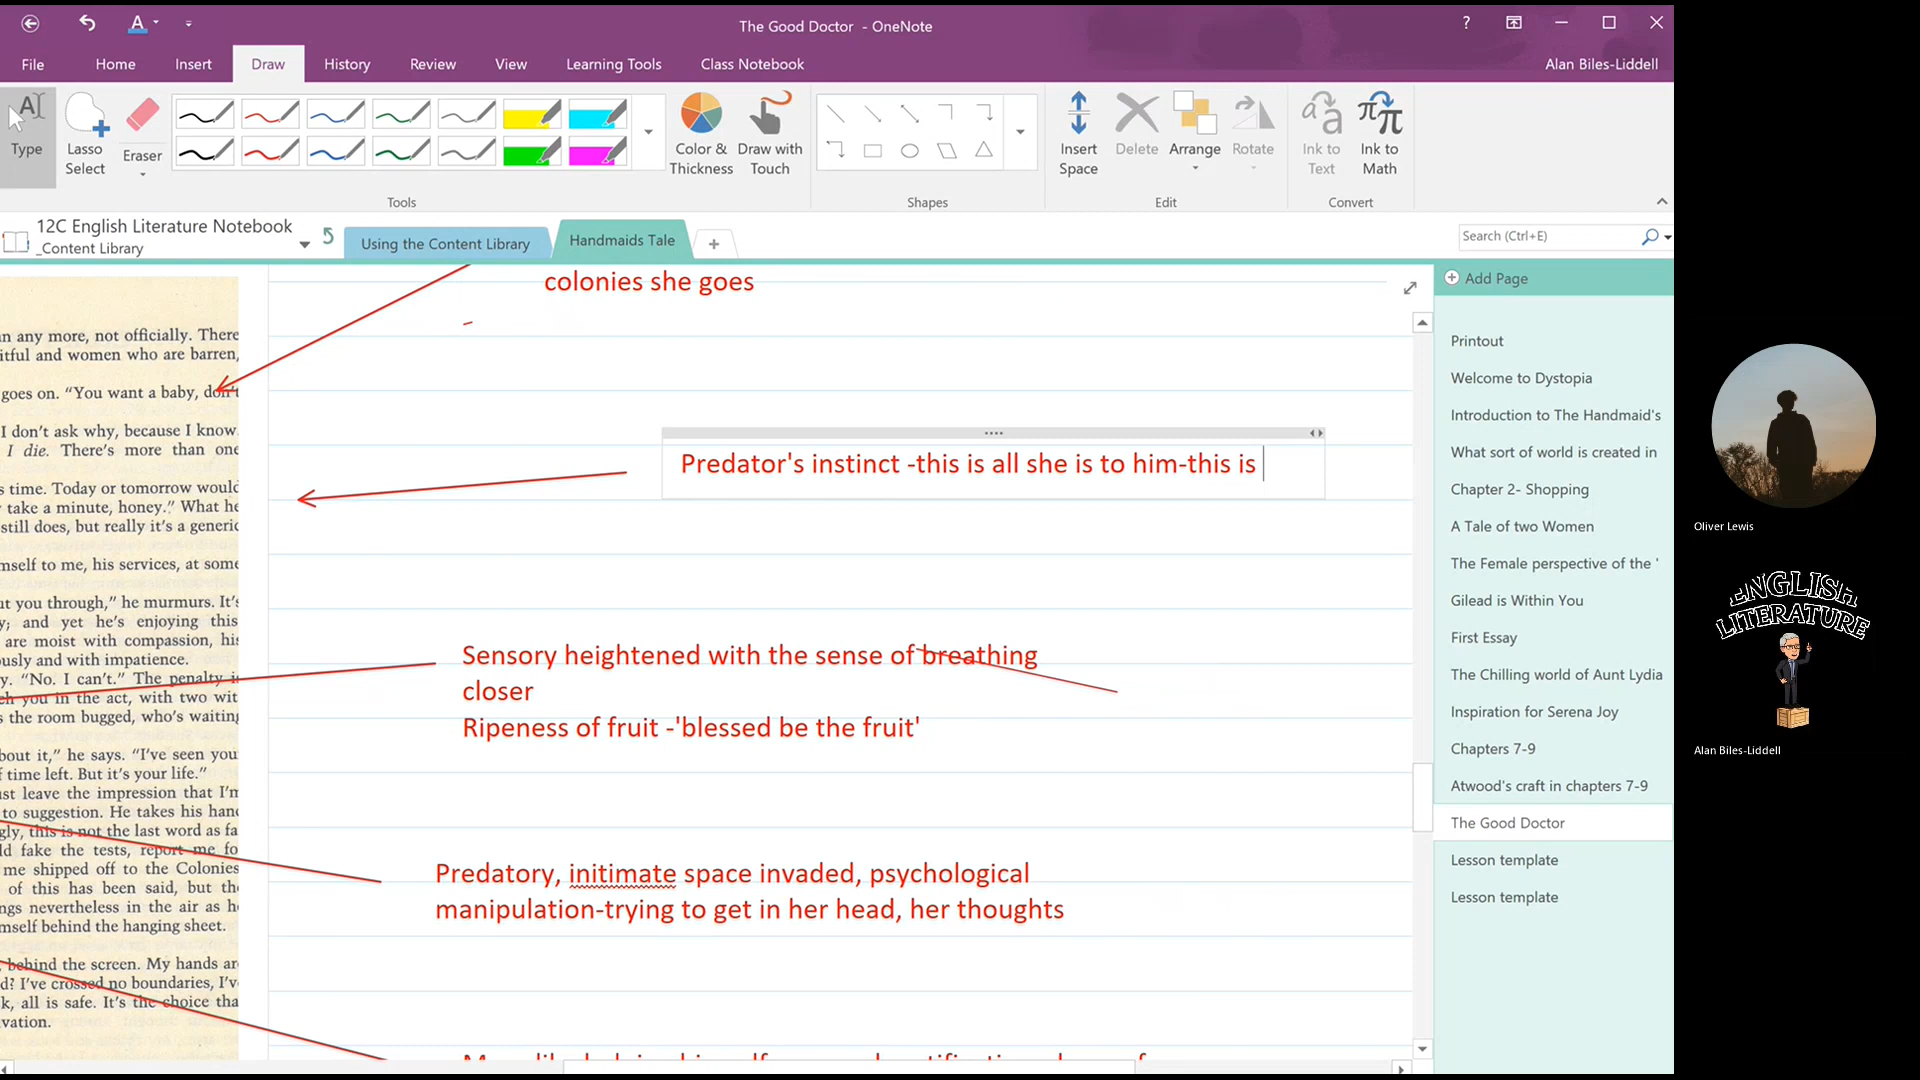 The Good Doctor - OneNote
?
Alan Biles-Liddell
File
Home
Insert
Draw
History
Review
View
Learning Tools
Class Notebook
Type
Lasso
Select
Eraser
Color &
Thickness
Draw with
Touch
Insert
Space
Delete
Arrange
Rotate
Ink to
Text
Ink to
Math
Tools
Shapes
Edit
Convert
12C English Literature Notebook
_Content Library
Using the Content Library
Handmaids Tale
Search (Ctrl+E)
colonies she goes
n any more, not officially. There
itful and women who are barren,
goes on. "You want a baby, don't
I don't ask why, because I know.
I die. There's more than one
s time. Today or tomorrow would
take a minute, honey." What he
still does, but really it's a generic
mself to me, his services, at some
ut you through," he murmurs. It's
y; and yet he's enjoying this
are moist with compassion, his
ously and with impatience.
y. "No. I can't." The penalty is
ch you in the act, with two wit
s the room bugged, who's waiting
bout it," he says. "I've seen you
f time left. But it's your life."
ust leave the impression that I'm
to suggestion. He takes his hand
gly, this is not the last word as fa
ld fake the tests, report me fo
me shipped off to the Colonies
of this has been said, but the
ngs nevertheless in the air as he
mself behind the hanging sheet.
behind the screen. My hands are
d? I've crossed no boundaries, I'v
k, all is safe. It's the choice tha
vation.
Predator's instinct -this is all she is to him-this is
Sensory heightened with the sense of breathing
closer
Ripeness of fruit -'blessed be the fruit'
Predatory, initimate space invaded, psychological
manipulation-trying to get in her head, her thoughts
Add Page
Printout
Welcome to Dystopia
Introduction to The Handmaid's
What sort of world is created in
Chapter 2- Shopping
A Tale of two Women
The Female perspective of the '
Gilead is Within You
First Essay
The Chilling world of Aunt Lydia
Inspiration for Serena Joy
Chapters 7-9
Atwood's craft in chapters 7-9
The Good Doctor
Lesson template
Lesson template
Oliver Lewis
ENGLISH
LITERATURE
Alan Biles-Liddell